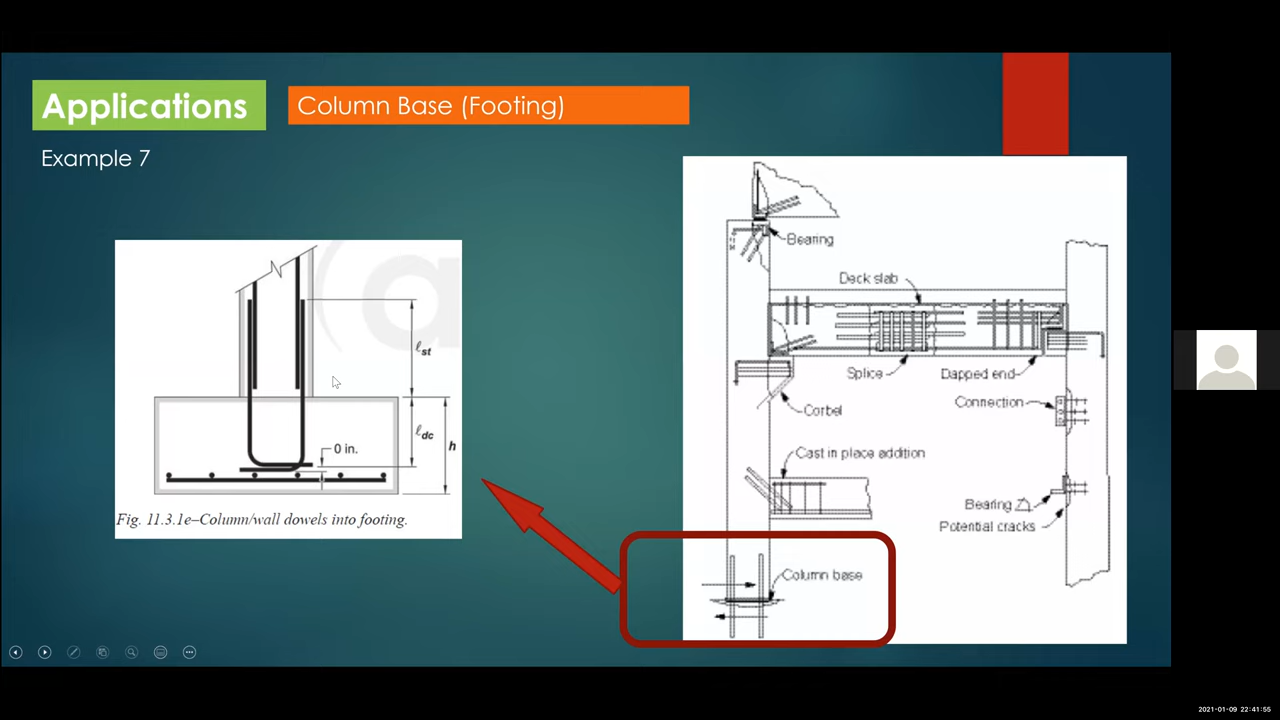 Applications
Column Base (Footing)
Example 7
ℓst
ℓdc
h
0 in.
Fig. 11.3.1e–Column/wall dowels into footing.
Bearing
Deck slab
Splice
Dapped end
Corbel
Connection
Cast in place addition
Bearing
Potential cracks
Column base
2021-01-09 22:41:55